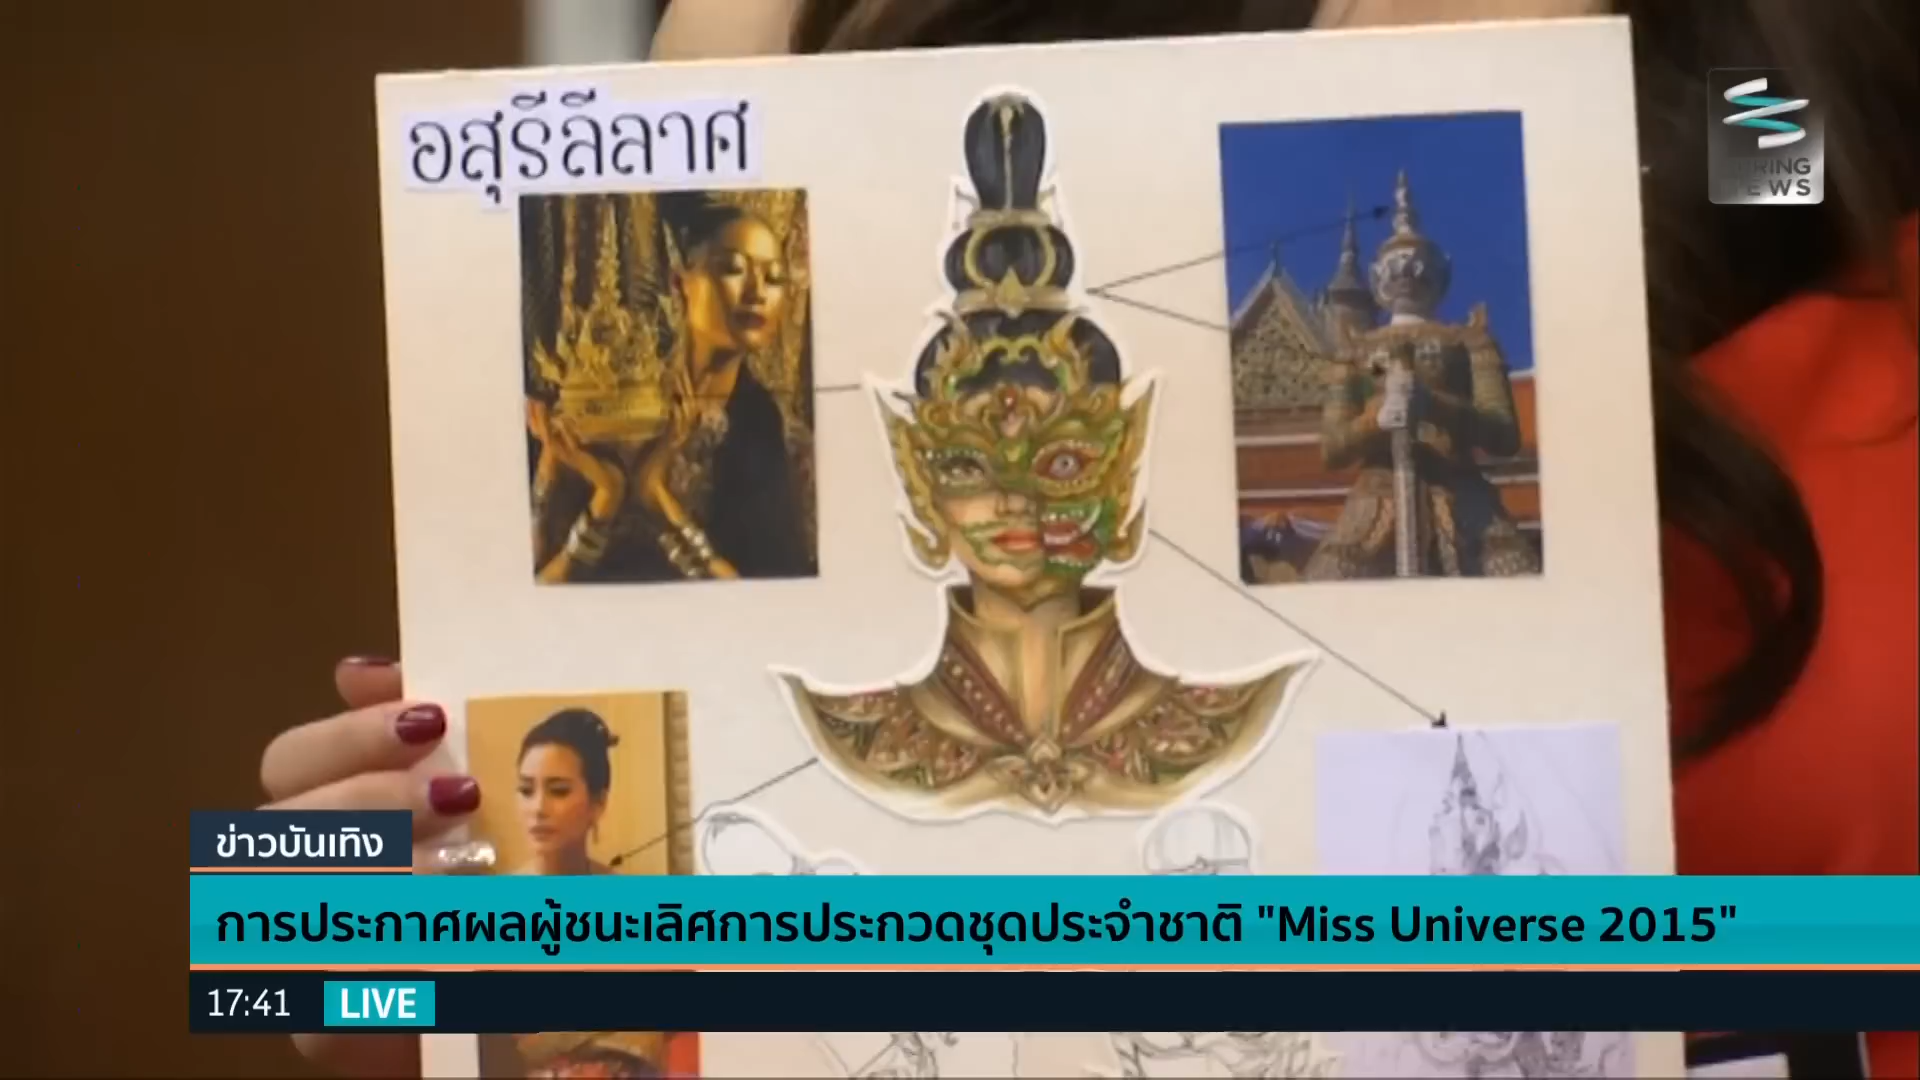 อสุรีลีลาศ
SPRING
NEWS
ข่าวบันเทิง
การประกาศผลผู้ชนะเลิศการประกวดชุดประจำชาติ "Miss Universe 2015"
17:41 LIVE